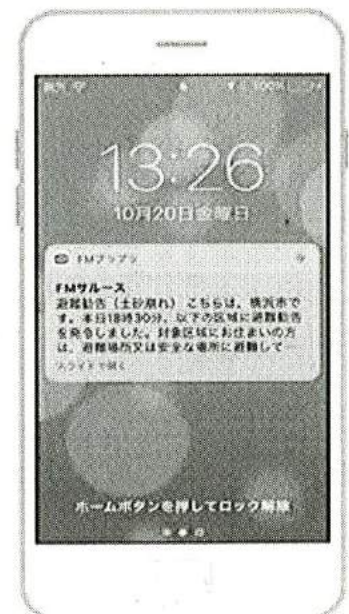 100%
13:26
10月20日金曜日
FMプラプラ
FMサルース
避難勧告（土砂崩れ） こちらは、横浜市で
す。本日18時30分、以下の区域に避難勧告
を発令しました。対象区域にお住まいの方
は、避難場所又は安全な場所に避難して
スライドで開く
ホームボタンを押してロック解除